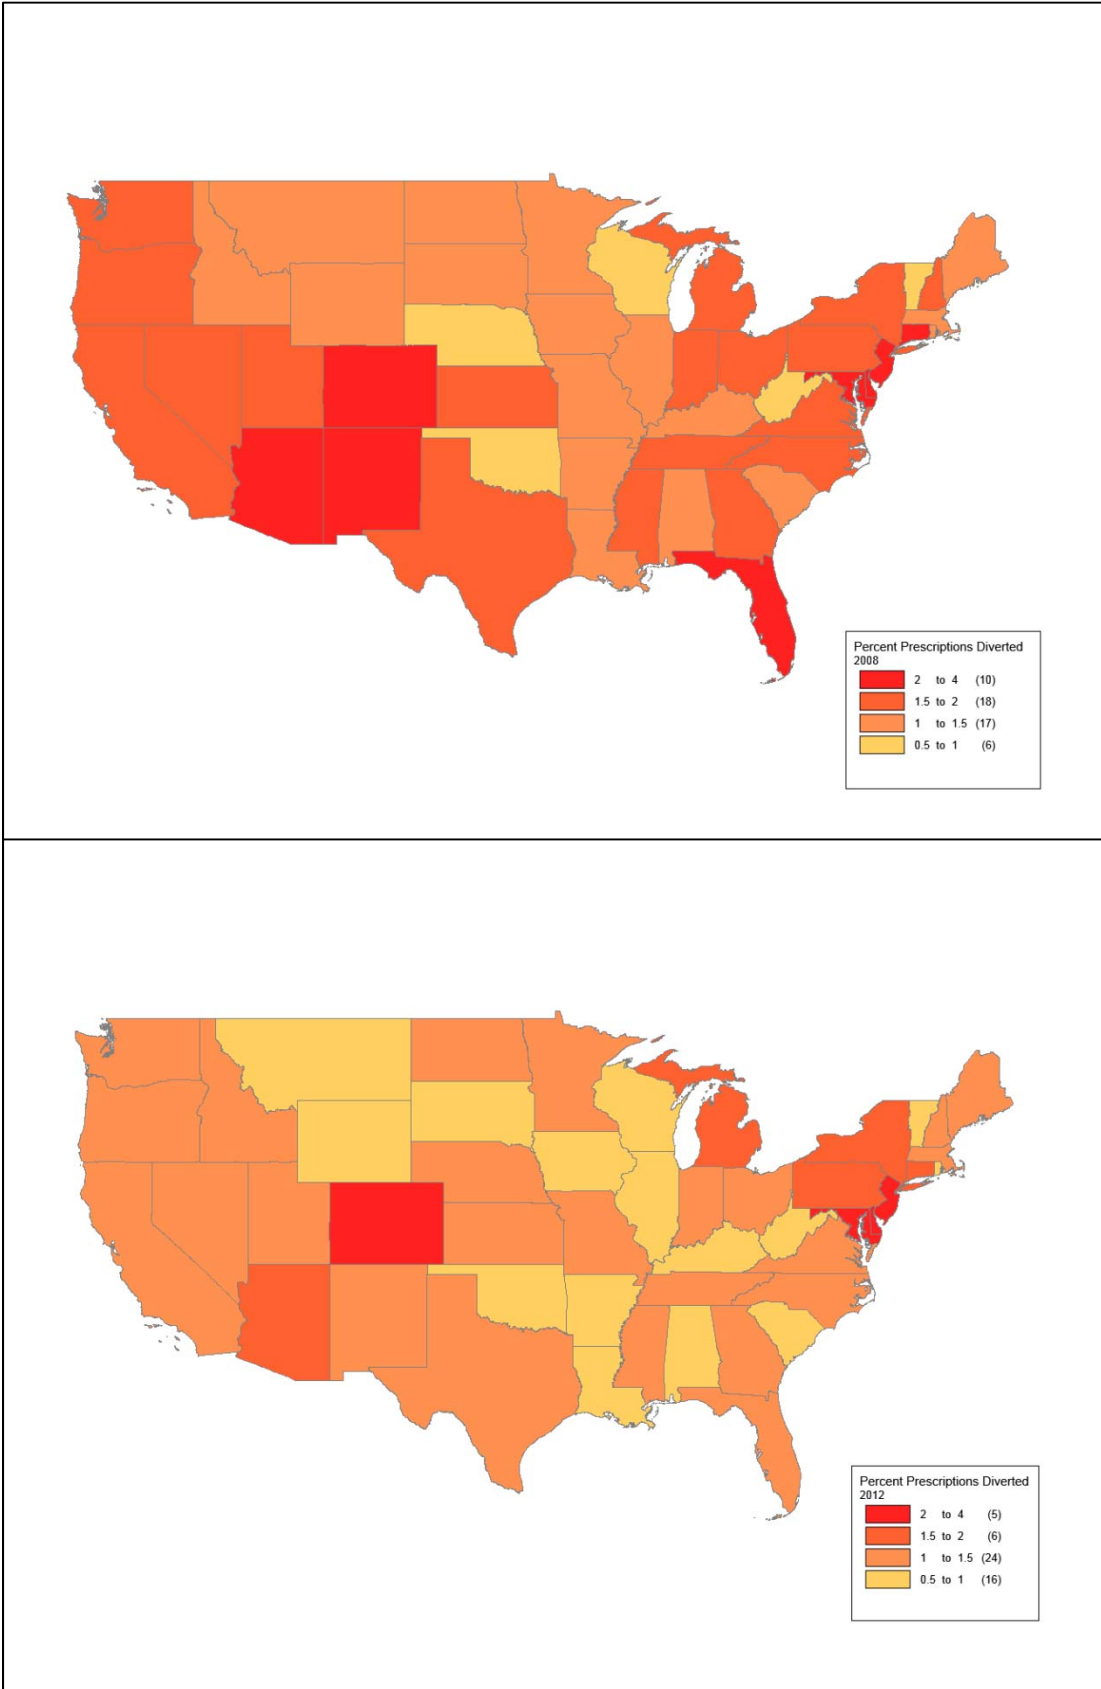 Percent Prescriptions Diverted
2008
2 to 4 (10)
1.5 to 2 (18)
1 to 1.5 (17)
0.5 to 1 (6)
Percent Prescriptions Diverted
2012
2 to 4 (5)
1.5 to 2 (6)
1 to 1.5 (24)
0.5 to 1 (16)